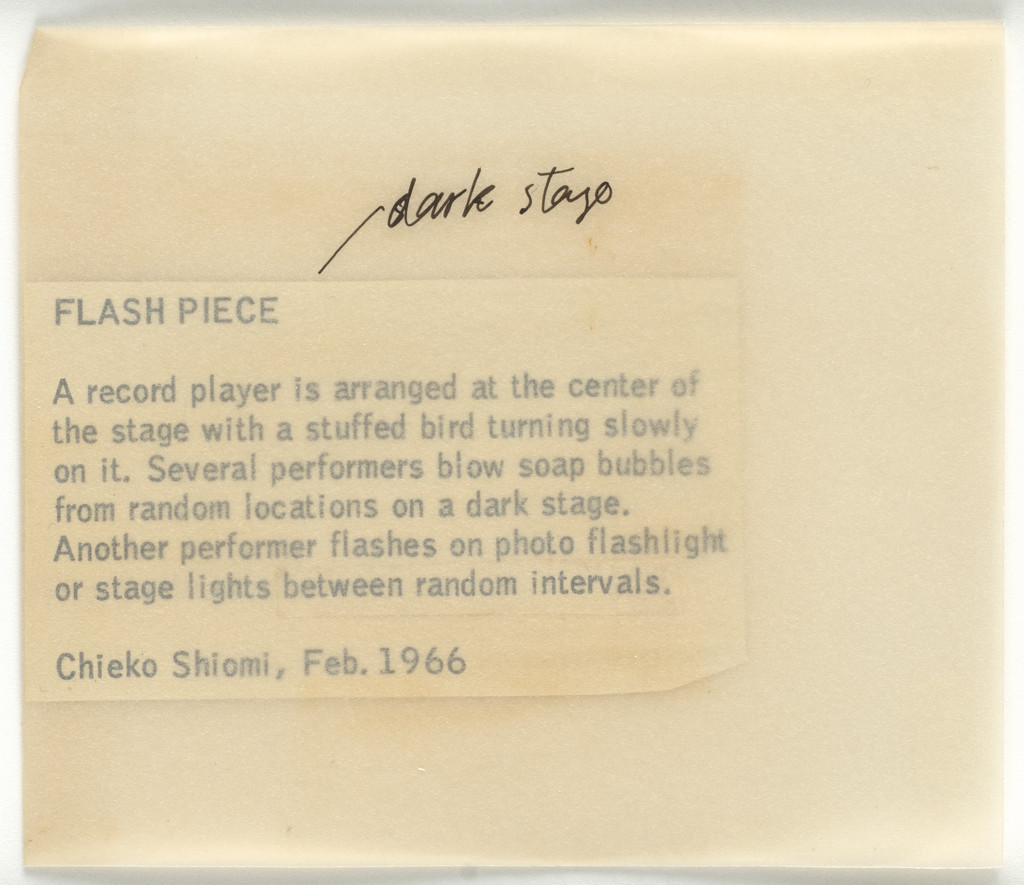 dark stage
FLASH PIECE
A record player is arranged at the center of
the stage with a stuffed bird turning slowly
on it. Several performers blow soap bubbles
from random locations on a dark stage.
Another performer flashes on photo flashlight
or stage lights between random intervals.
Chieko Shiomi, Feb. 1966